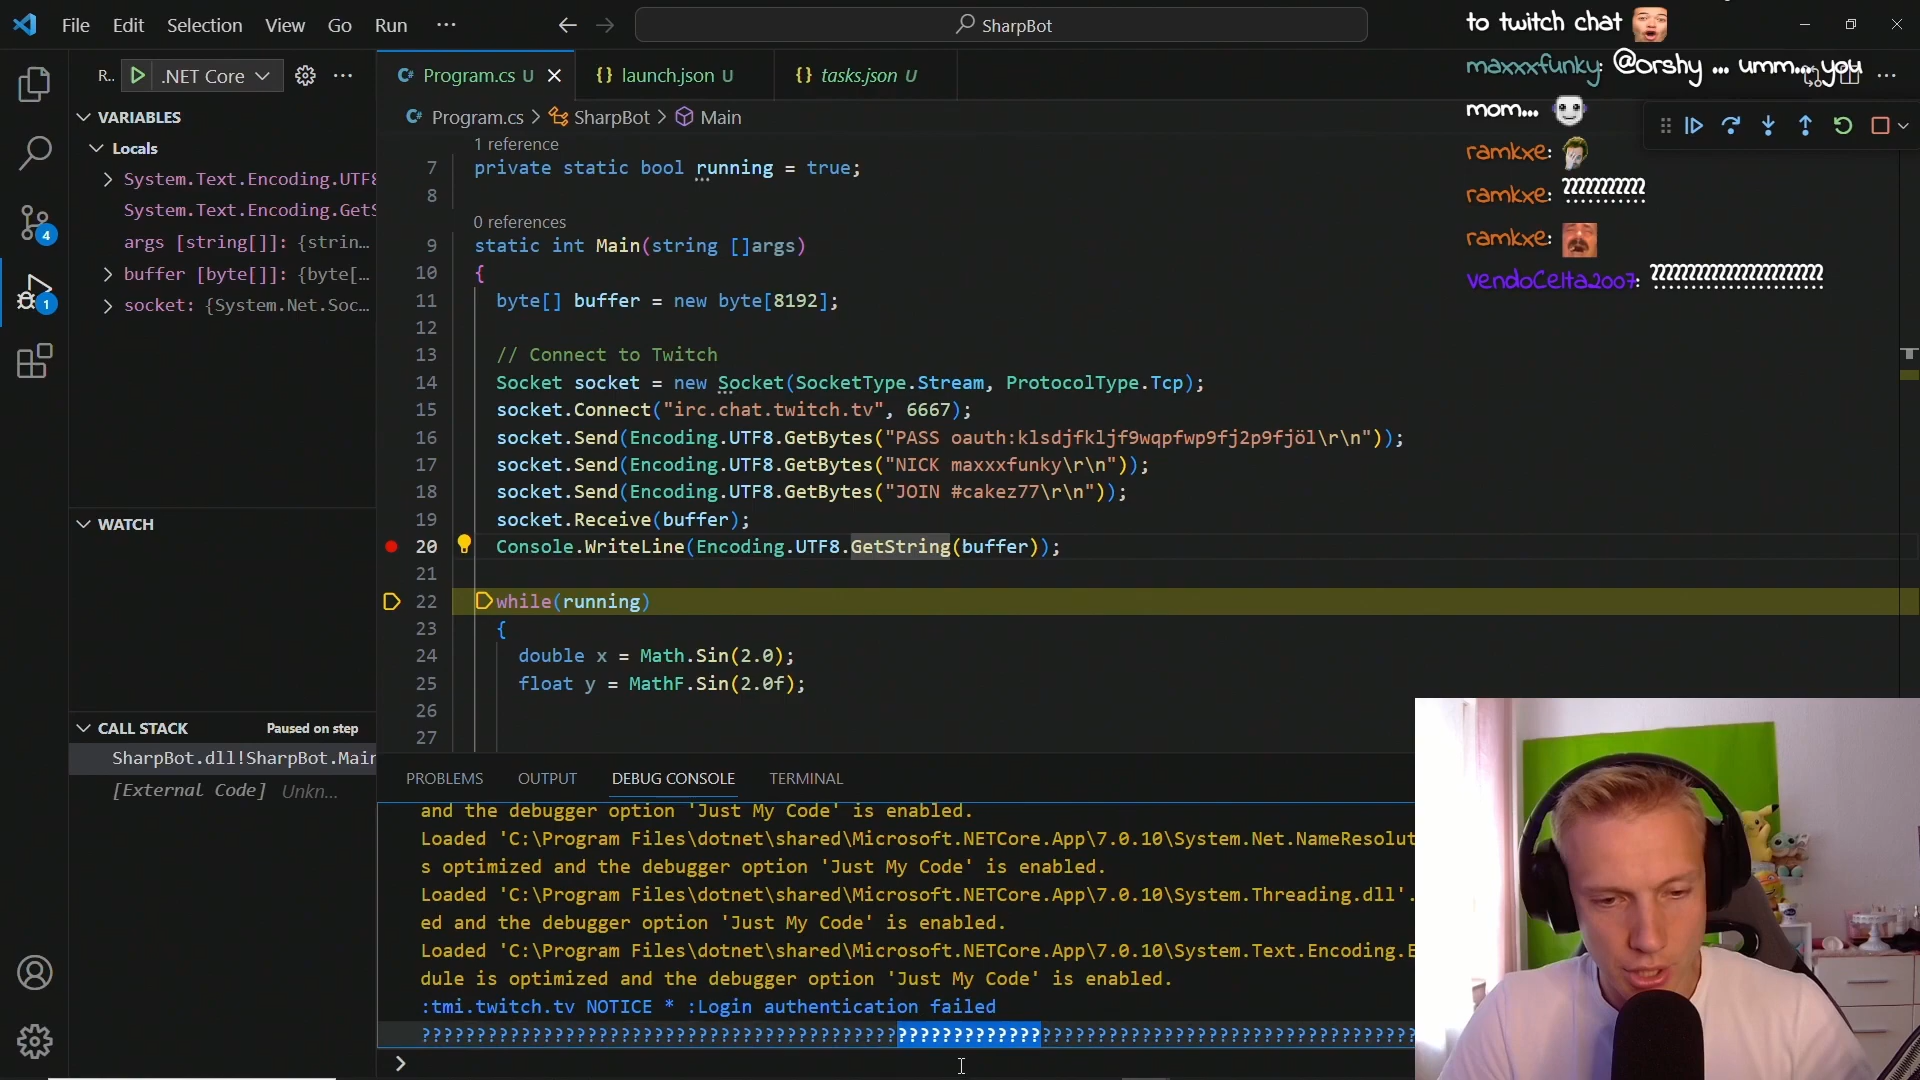 File Edit Selection View Go Run ··· SharpBot
to twitch chat
maxxxfunky: @orshy ... umm... you
mom...
ramkxe:
ramkxe: ??????????
ramkxe:
vendoCelta2007: ?????????????????????
R.. .NET Core ···
VARIABLES
Locals
System.Text.Encoding.UTF8
System.Text.Encoding.GetS
args [string[]]: {strin…
buffer [byte[]]: {byte[…
socket: {System.Net.Soc…
WATCH
CALL STACK Paused on step
SharpBot.dll!SharpBot.Main
[External Code] Unkn...
4
1
Program.cs U launch.json U tasks.json U
Program.cs > SharpBot > Main
1 reference
7 private static bool running = true;
8
0 references
9 static int Main(string []args)
10 {
11 byte[] buffer = new byte[8192];
12
13 // Connect to Twitch
14 Socket socket = new Socket(SocketType.Stream, ProtocolType.Tcp);
15 socket.Connect("irc.chat.twitch.tv", 6667);
16 socket.Send(Encoding.UTF8.GetBytes("PASS oauth:klsdjfkljf9wqpfwp9fj2p9fjöl\r\n"));
17 socket.Send(Encoding.UTF8.GetBytes("NICK maxxxfunky\r\n"));
18 socket.Send(Encoding.UTF8.GetBytes("JOIN #cakez77\r\n"));
19 socket.Receive(buffer);
20 Console.WriteLine(Encoding.UTF8.GetString(buffer));
21
22 while(running)
23 {
24 double x = Math.Sin(2.0);
25 float y = MathF.Sin(2.0f);
26
27
PROBLEMS OUTPUT DEBUG CONSOLE TERMINAL
and the debugger option 'Just My Code' is enabled.
Loaded 'C:\Program Files\dotnet\shared\Microsoft.NETCore.App\7.0.10\System.Net.NameResolut
s optimized and the debugger option 'Just My Code' is enabled.
Loaded 'C:\Program Files\dotnet\shared\Microsoft.NETCore.App\7.0.10\System.Threading.dll'.
ed and the debugger option 'Just My Code' is enabled.
Loaded 'C:\Program Files\dotnet\shared\Microsoft.NETCore.App\7.0.10\System.Text.Encoding.E
dule is optimized and the debugger option 'Just My Code' is enabled.
:tmi.twitch.tv NOTICE * :Login authentication failed
??????????????????????????????????????????????????????????????????????????????????????????